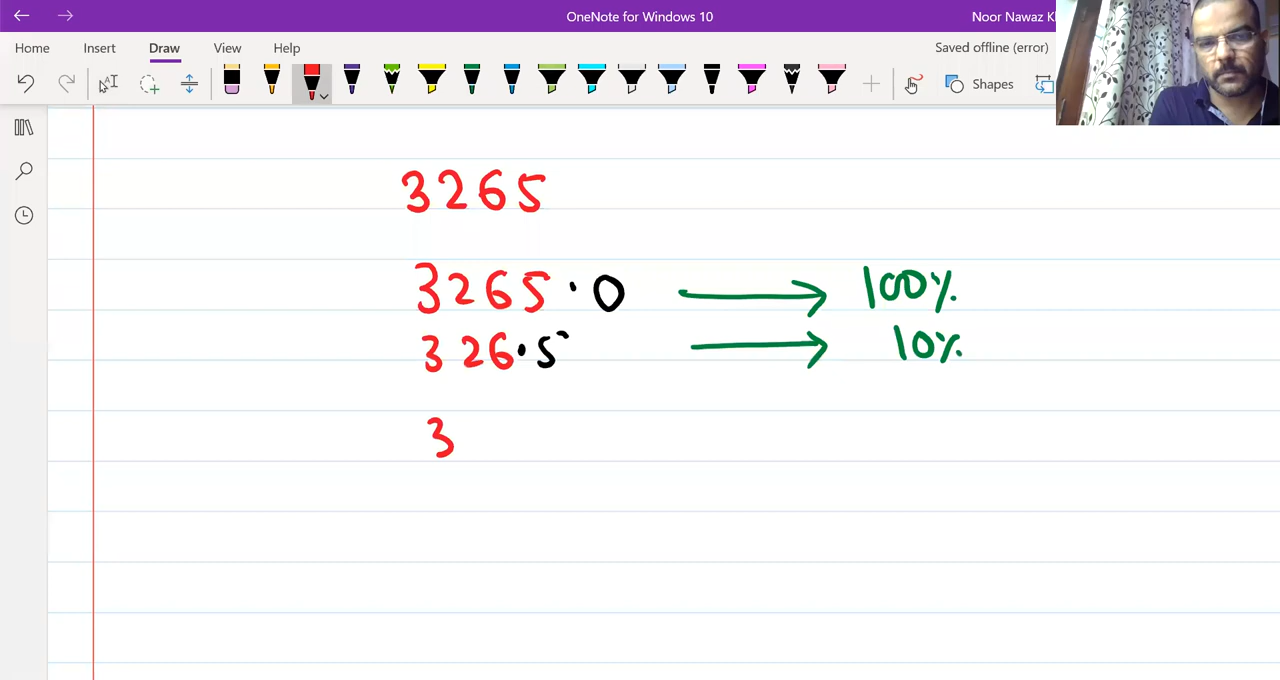 OneNote for Windows 10
Noor Nawaz Kh
Home Insert Draw View Help
Saved offline (error)
Shapes
3265
3265.0 → 100%
326.5 → 10%
3